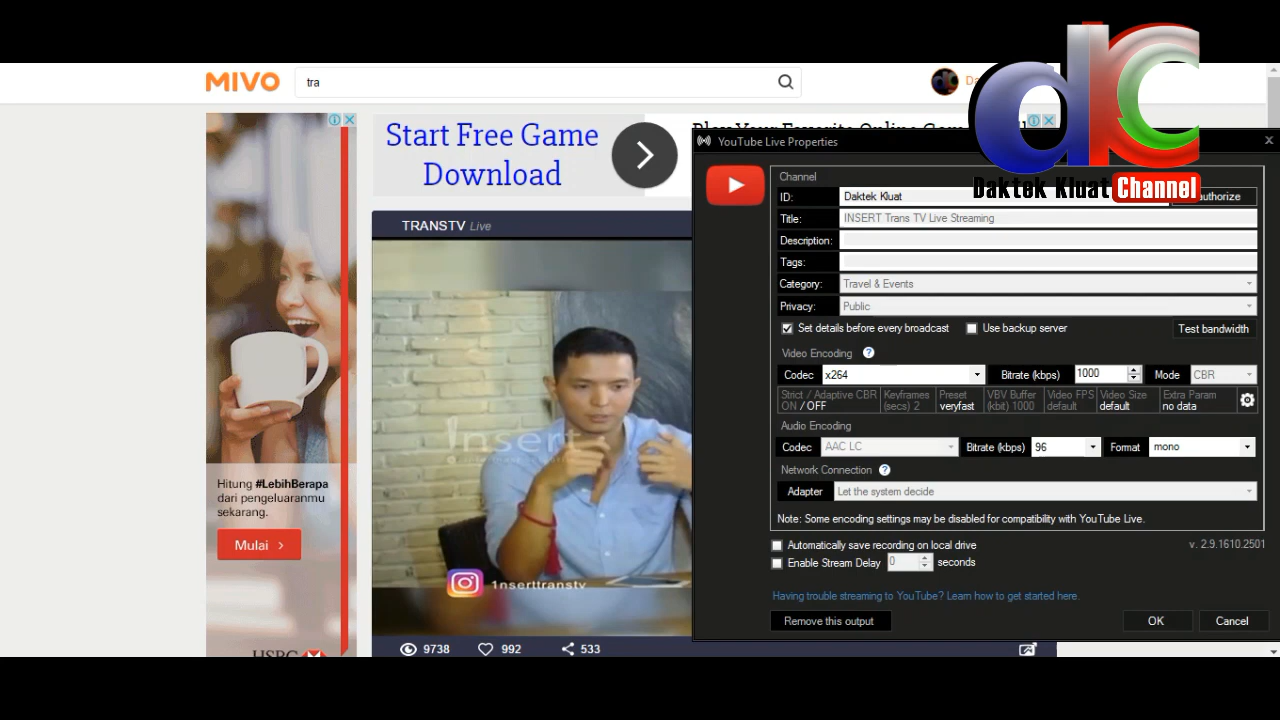 MIVO
tra
Start Free Game
Download
TRANSTV Live
1nsert
1nserttranstv
9738
992
533
Hitung #LebihBerapa
dari pengeluaranmu
sekarang.
Mulai >
HSBC
Daktek Kluat Channel
YouTube Live Properties
Channel
ID: Daktek Kluat
Title: INSERT Trans TV Live Streaming
Description:
Tags:
Category: Travel & Events
Privacy: Public
Set details before every broadcast Use backup server Test bandwidth
Video Encoding ?
Codec x264 Bitrate (kbps) 1000 Mode CBR
Strict / Adaptive CBR Keyframes Preset VBV Buffer Video FPS Video Size Extra Param
ON / OFF (secs) 2 veryfast (kbit) 1000 default default no data
Audio Encoding
Codec AAC LC Bitrate (kbps) 96 Format mono
Network Connection ?
Adapter Let the system decide
Note: Some encoding settings may be disabled for compatibility with YouTube Live.
Automatically save recording on local drive v. 2.9.1610.2501
Enable Stream Delay 0 seconds
Having trouble streaming to YouTube? Learn how to get started here.
Remove this output OK Cancel